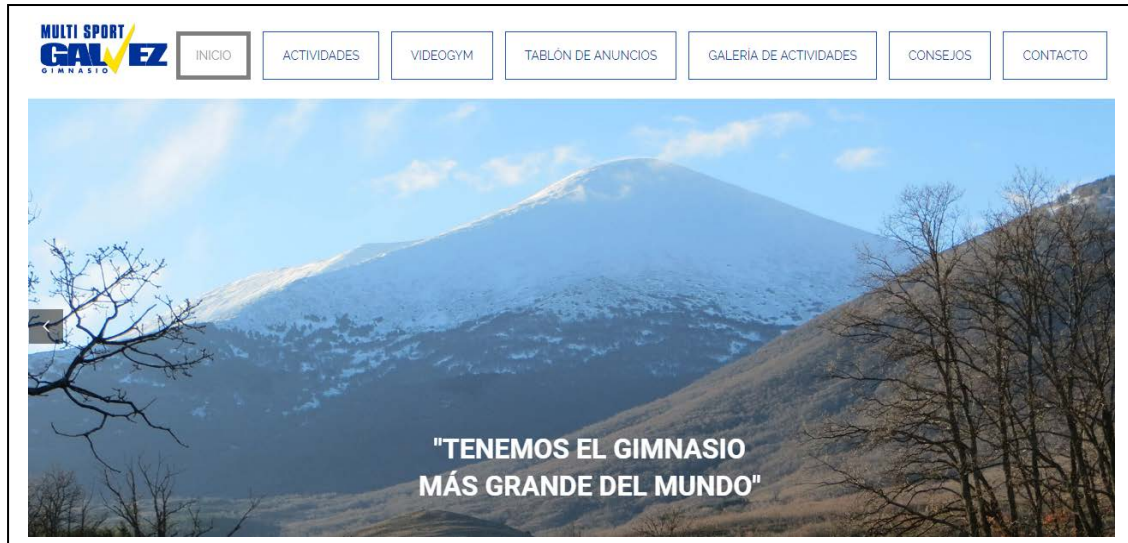 MULTI SPORT
GALVEZ
GIMNASIO
INICIO
ACTIVIDADES
VIDEOGYM
TABLÓN DE ANUNCIOS
GALERÍA DE ACTIVIDADES
CONSEJOS
CONTACTO
"TENEMOS EL GIMNASIO
MÁS GRANDE DEL MUNDO"